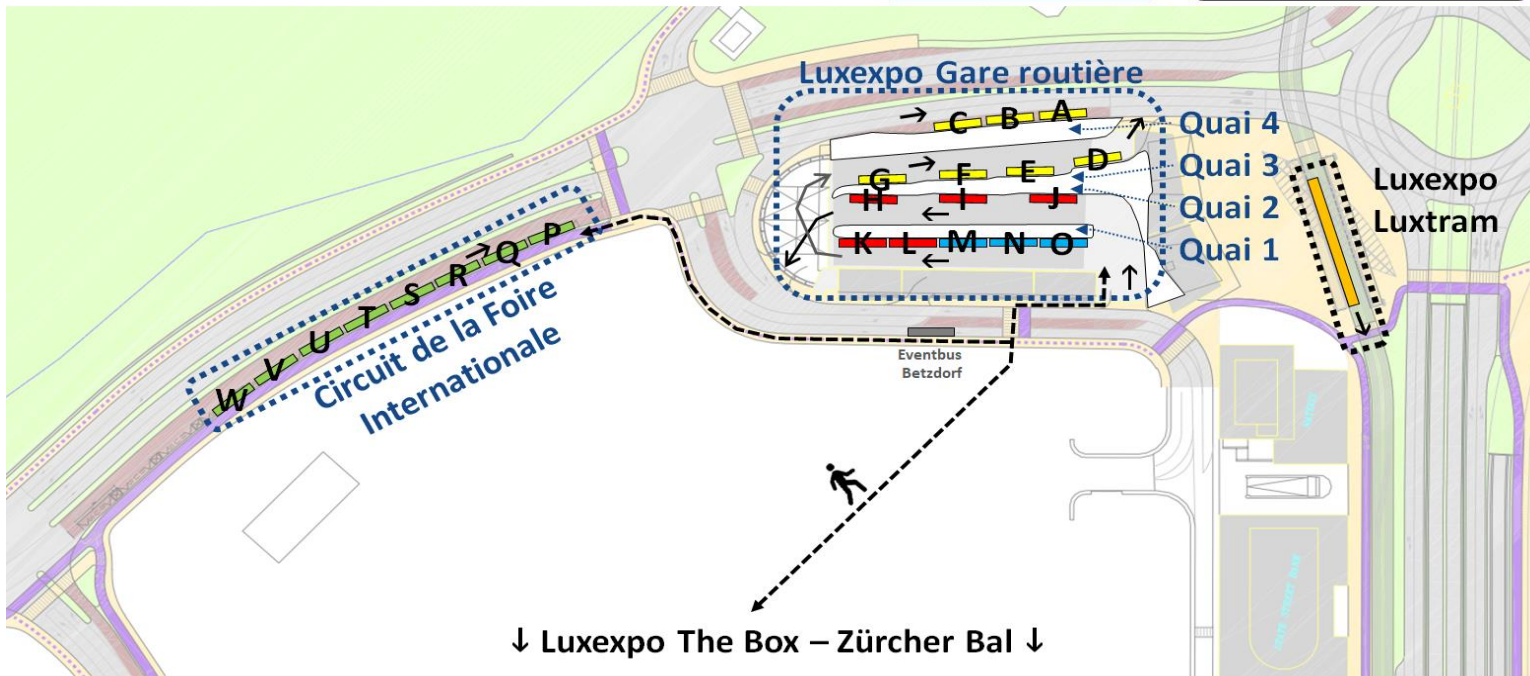 Luxexpo Gare routière
C B A
Quai 4
G F E D
Quai 3
H I J
Quai 2
K L M N O
Quai 1
Luxexpo
Luxtram
W V U T S R Q P
Circuit de la Foire
Internationale
Eventbus
Betzdorf
↓ Luxexpo The Box – Zürcher Bal ↓